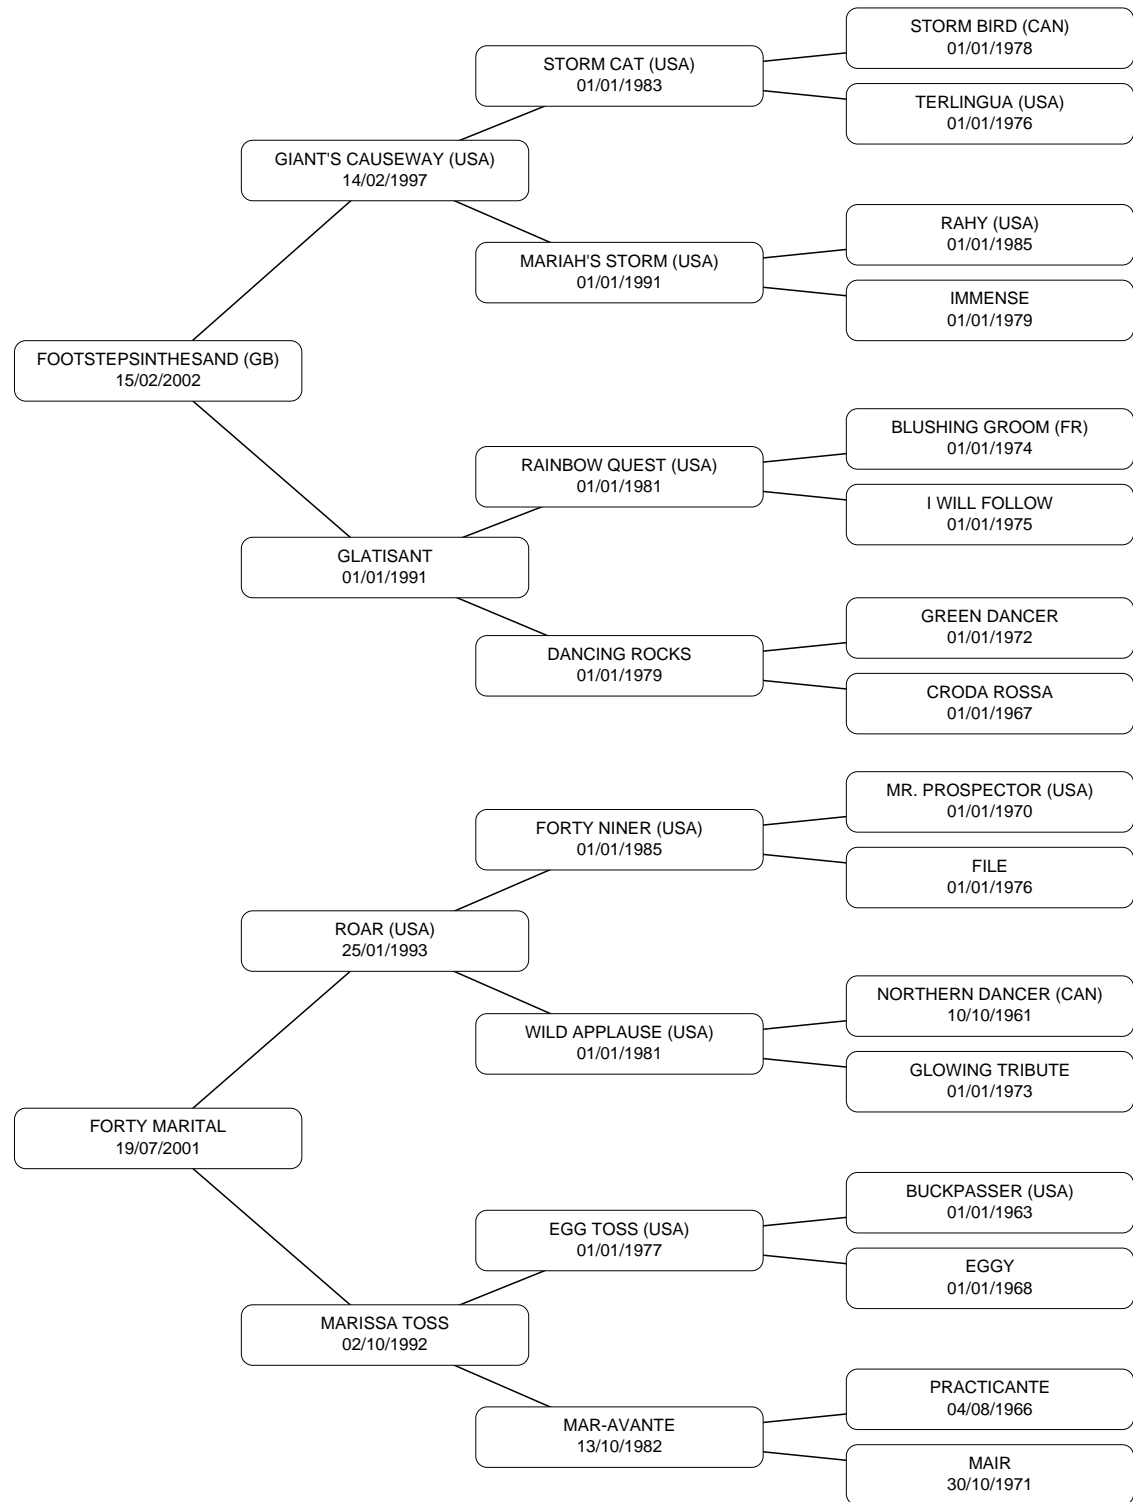 STORM BIRD (CAN)
01/01/1978
STORM CAT (USA)
01/01/1983
TERLINGUA (USA)
01/01/1976
GIANT'S CAUSEWAY (USA)
14/02/1997
RAHY (USA)
01/01/1985
MARIAH'S STORM (USA)
01/01/1991
IMMENSE
01/01/1979
FOOTSTEPSINTHESAND (GB)
15/02/2002
BLUSHING GROOM (FR)
01/01/1974
RAINBOW QUEST (USA)
01/01/1981
I WILL FOLLOW
01/01/1975
GLATISANT
01/01/1991
GREEN DANCER
01/01/1972
DANCING ROCKS
01/01/1979
CRODA ROSSA
01/01/1967
MR. PROSPECTOR (USA)
01/01/1970
FORTY NINER (USA)
01/01/1985
FILE
01/01/1976
ROAR (USA)
25/01/1993
NORTHERN DANCER (CAN)
10/10/1961
WILD APPLAUSE (USA)
01/01/1981
GLOWING TRIBUTE
01/01/1973
FORTY MARITAL
19/07/2001
BUCKPASSER (USA)
01/01/1963
EGG TOSS (USA)
01/01/1977
EGGY
01/01/1968
MARISSA TOSS
02/10/1992
PRACTICANTE
04/08/1966
MAR-AVANTE
13/10/1982
MAIR
30/10/1971